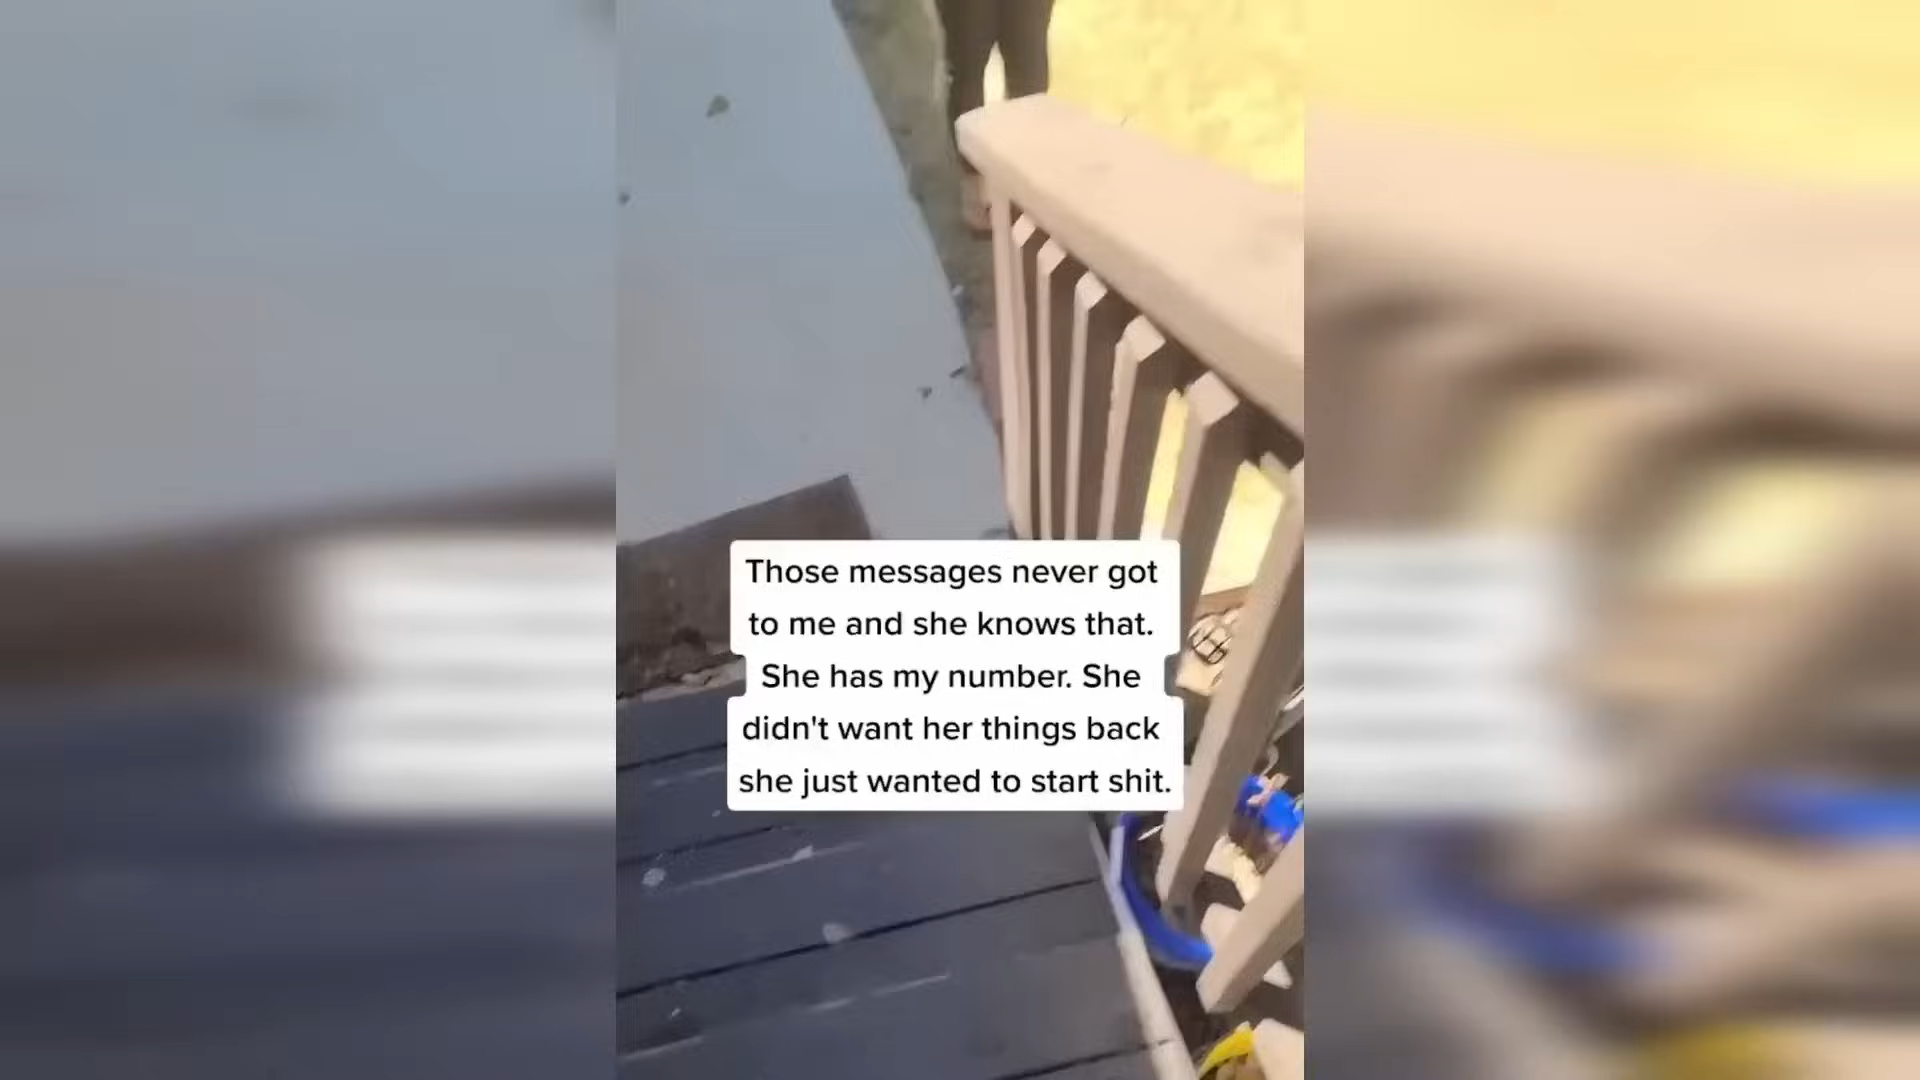 Those messages never got
to me and she knows that.
She has my number. She
didn't want her things back
she just wanted to start shit.